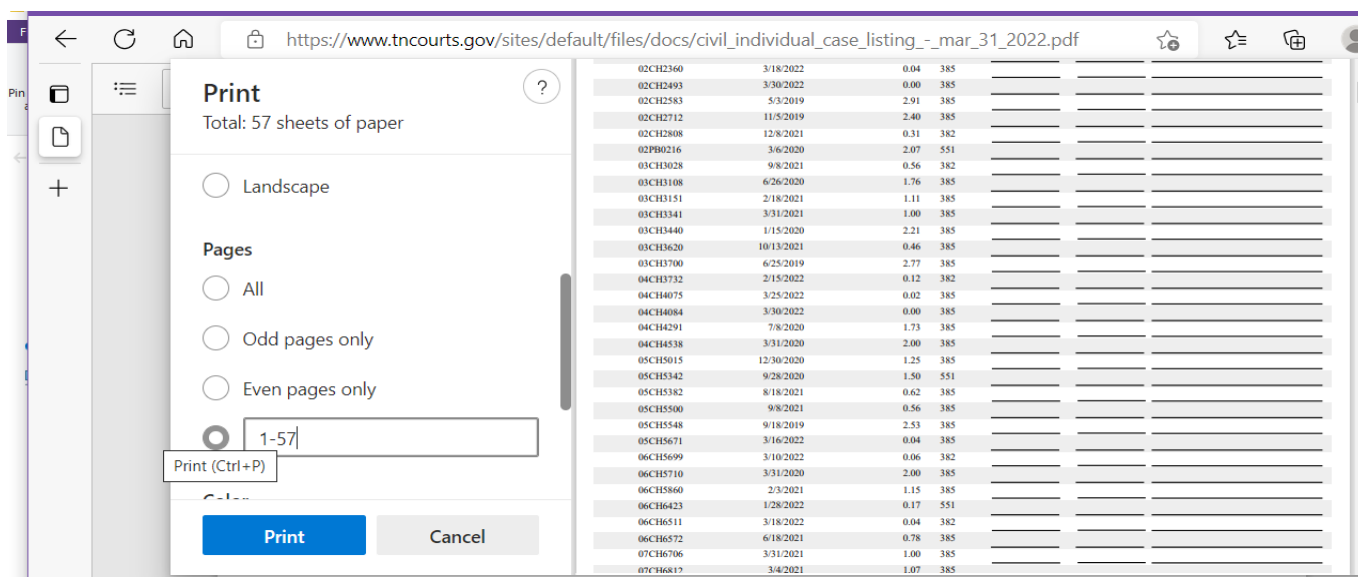 F
https://www.tncourts.gov/sites/default/files/docs/civil_individual_case_listing_-_mar_31_2022.pdf
Pin
Print
?
Total: 57 sheets of paper
Landscape
Pages
All
Odd pages only
Even pages only
1-57
Print (Ctrl+P)
Color
Print Cancel
02CH2360 3/18/2022 0.04 385
02CH2493 3/30/2022 0.00 385
02CH2583 5/3/2019 2.91 385
02CH2712 11/5/2019 2.40 385
02CH2808 12/8/2021 0.31 382
02PB0216 3/6/2020 2.07 551
03CH3028 9/8/2021 0.56 382
03CH3108 6/26/2020 1.76 385
03CH3151 2/18/2021 1.11 385
03CH3341 3/31/2021 1.00 385
03CH3440 1/15/2020 2.21 385
03CH3620 10/13/2021 0.46 385
03CH3700 6/25/2019 2.77 385
04CH3732 2/15/2022 0.12 382
04CH4075 3/25/2022 0.02 385
04CH4084 3/30/2022 0.00 385
04CH4291 7/8/2020 1.73 385
04CH4538 3/31/2020 2.00 385
05CH5015 12/30/2020 1.25 385
05CH5342 9/28/2020 1.50 551
05CH5382 8/18/2021 0.62 385
05CH5500 9/8/2021 0.56 385
05CH5548 9/18/2019 2.53 385
05CH5671 3/16/2022 0.04 385
06CH5699 3/10/2022 0.06 382
06CH5710 3/31/2020 2.00 385
06CH5860 2/3/2021 1.15 385
06CH6423 1/28/2022 0.17 551
06CH6511 3/18/2022 0.04 382
06CH6572 6/18/2021 0.78 385
07CH6706 3/31/2021 1.00 385
07CH6812 3/4/2021 1.07 385